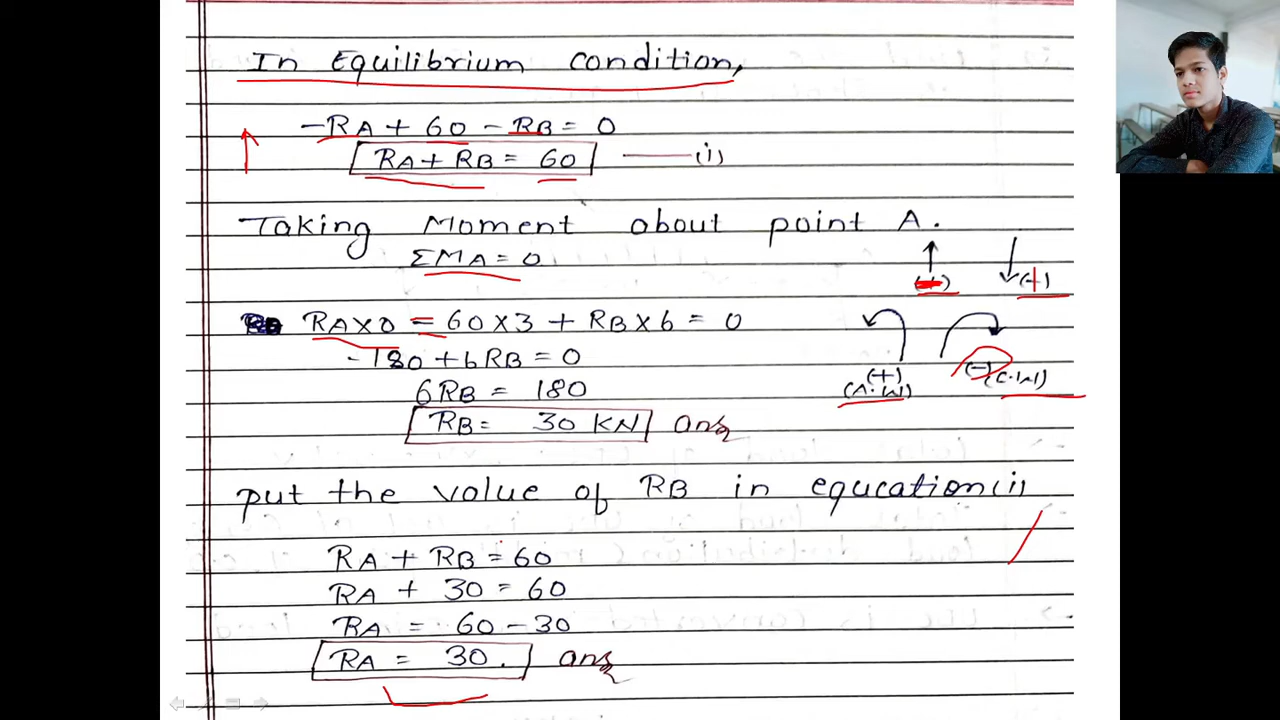 In Equilibrium condition,
-RA + 60 - RB = 0
RA + RB = 60 —— (i)
Taking Moment about point A.
ΣMA = 0
(+)
RA × 0 = 60 × 3 + RB × 6 = 0
-180 + 6RB = 0
(+) (-) (C.W)
6RB = 180
(A.W)
RB = 30 KN ans
put the value of RB in equcation (i)
RA + RB = 60
RA + 30 = 60
RA = 60 - 30
RA = 30. ans